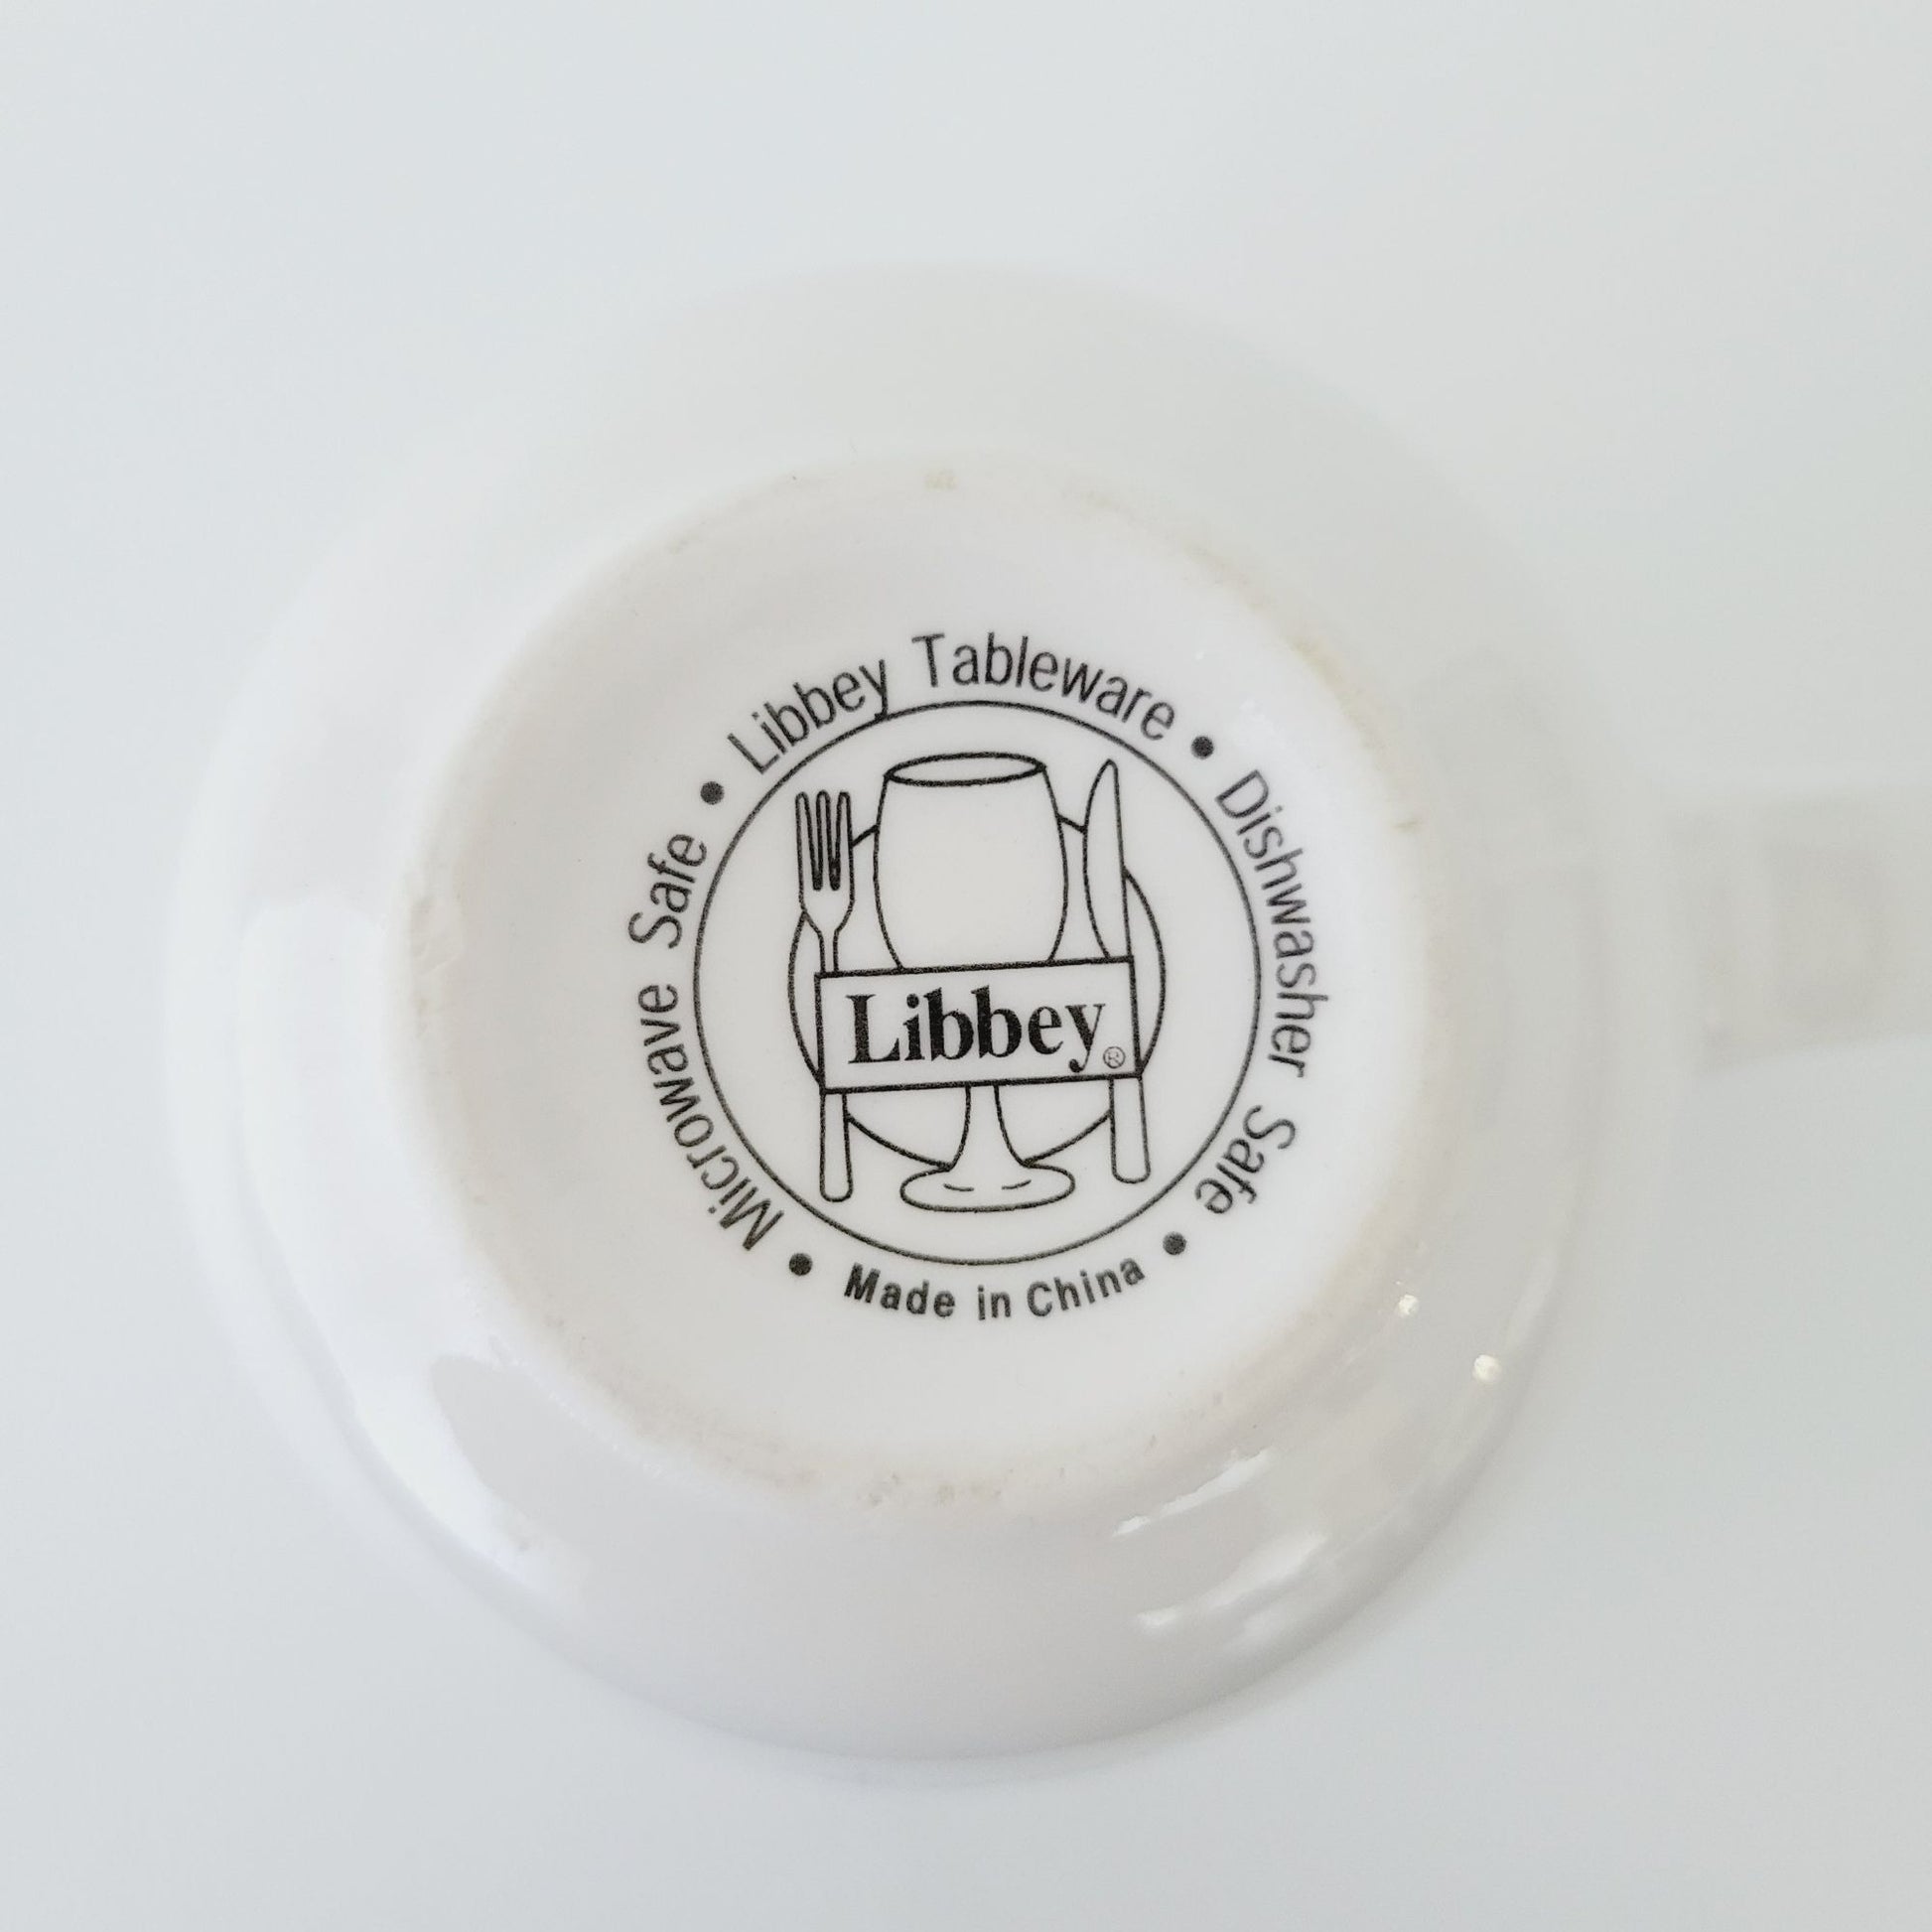 • Libbey Tableware • Dishwasher Safe • Made in China • Microwave Safe
Libbey®